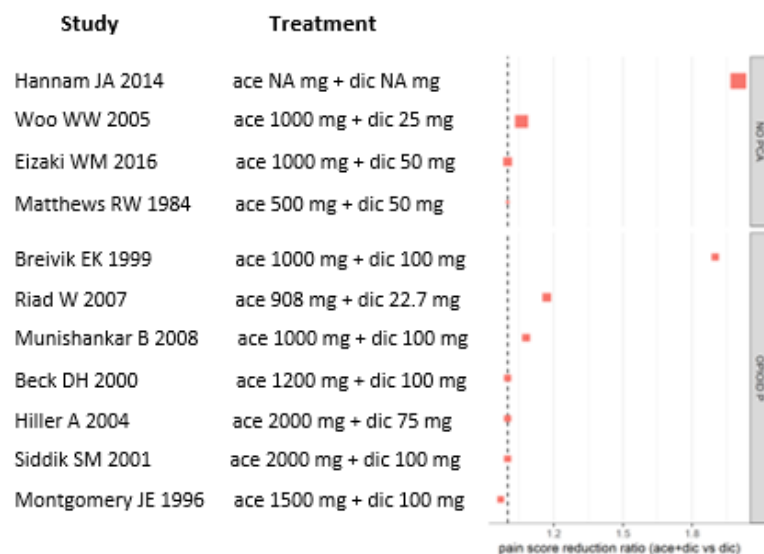 Study Treatment
Hannam JA 2014 ace NA mg + dic NA mg
Woo WW 2005 ace 1000 mg + dic 25 mg
Eizaki WM 2016 ace 1000 mg + dic 50 mg
Matthews RW 1984 ace 500 mg + dic 50 mg
NO PCA
Breivik EK 1999 ace 1000 mg + dic 100 mg
Riad W 2007 ace 908 mg + dic 22.7 mg
Munishankar B 2008 ace 1000 mg + dic 100 mg
Beck DH 2000 ace 1200 mg + dic 100 mg
Hiller A 2004 ace 2000 mg + dic 75 mg
Siddik SM 2001 ace 2000 mg + dic 100 mg
Montgomery JE 1996 ace 1500 mg + dic 100 mg
OPIOID P
1.2 1.5 1.8
pain score reduction ratio (ace+dic vs dic)